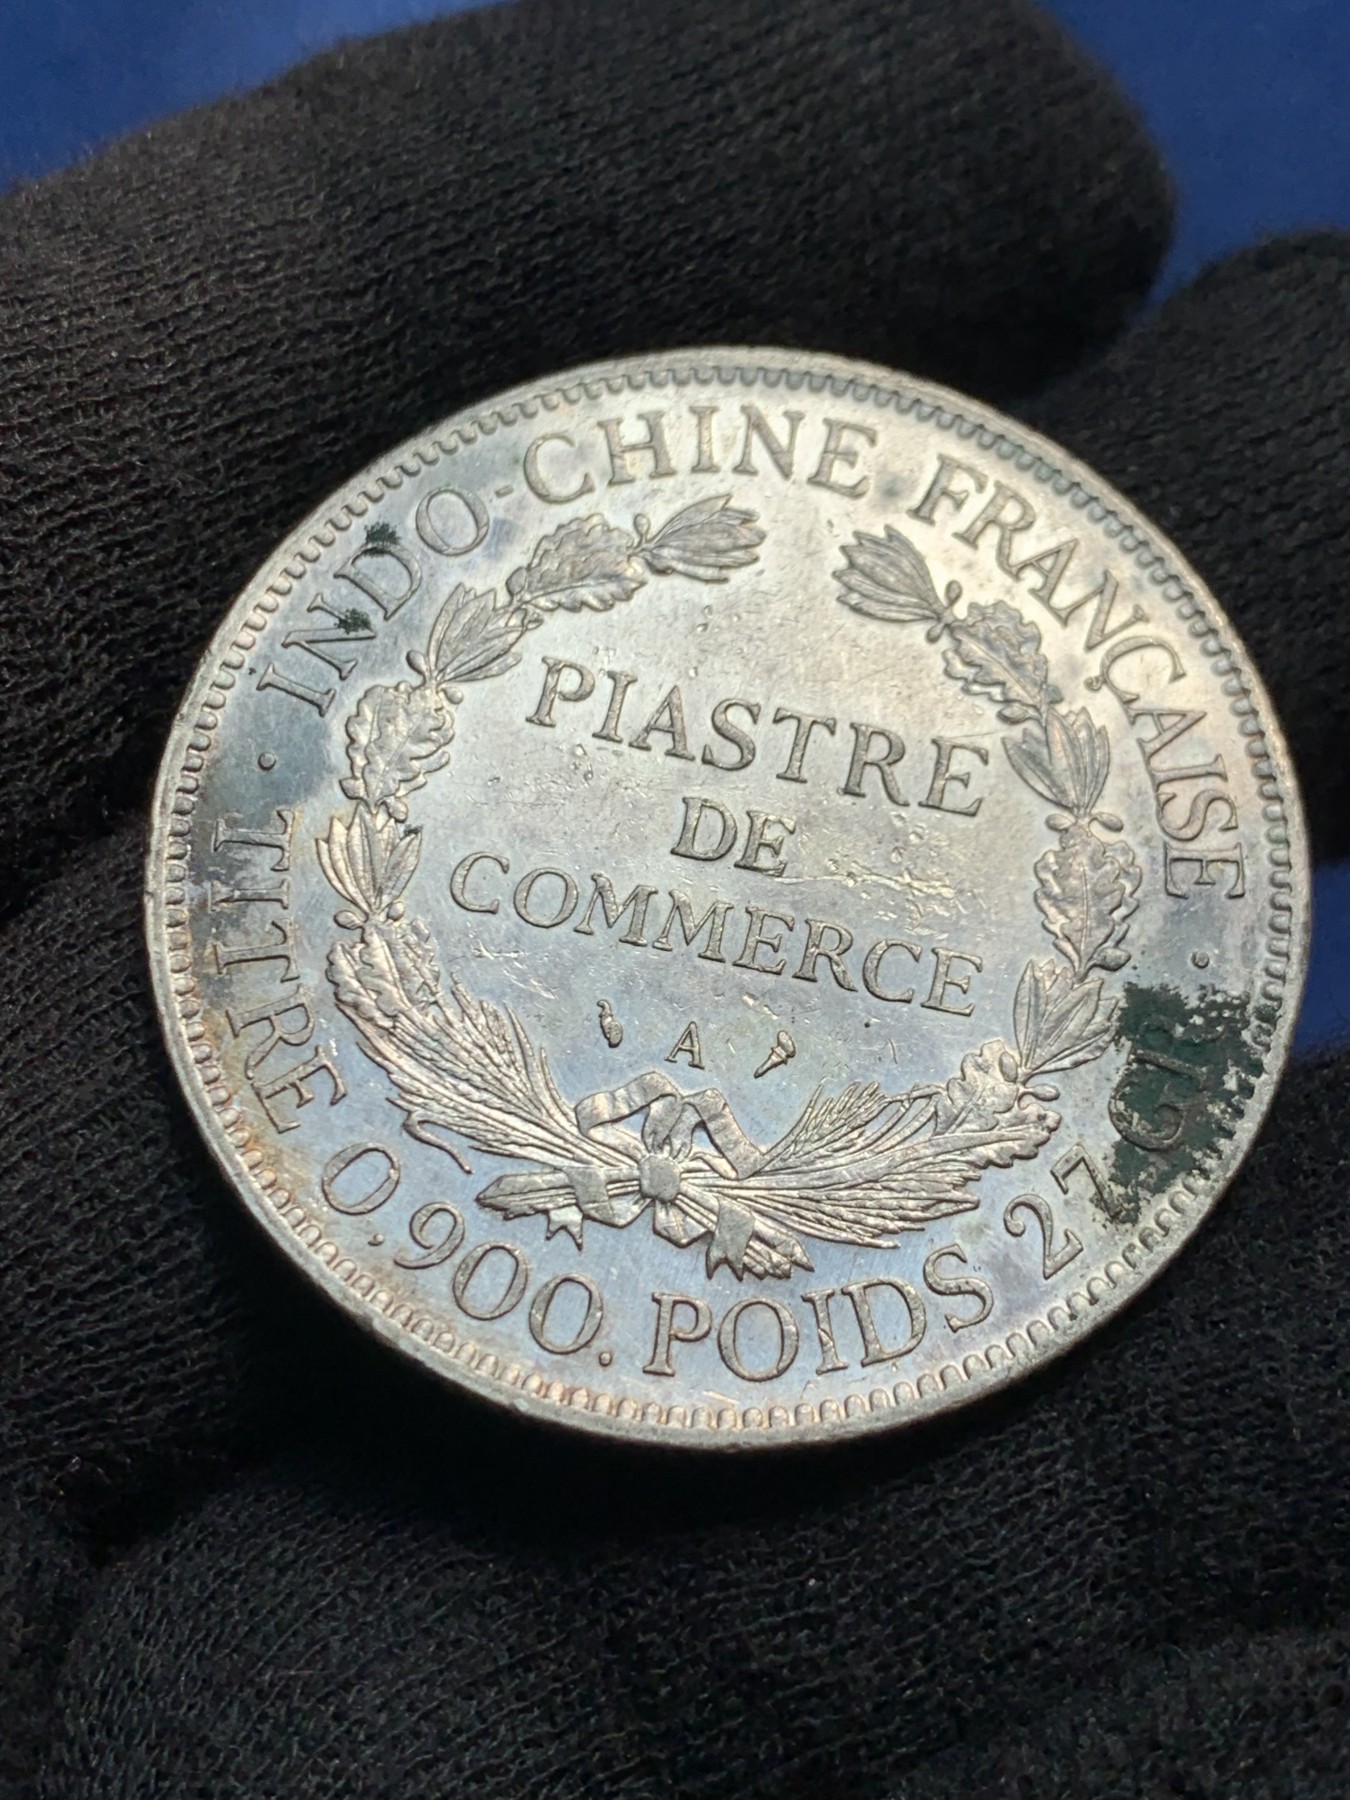 INDO-CHINE FRANÇAISE
PIASTRE
DE
COMMERCE
A
TITRE 0,900. POIDS 27 GR